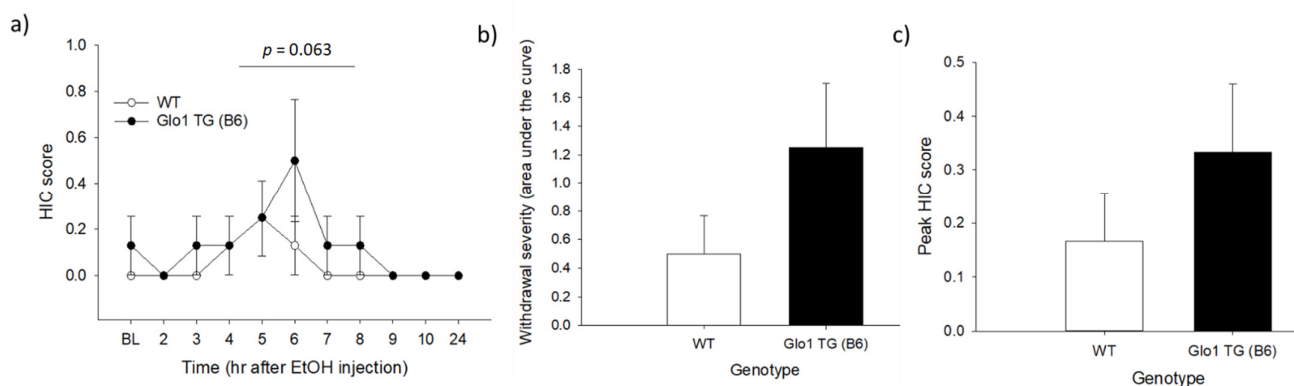 a)
p = 0.063
1.0
0.8
0.6
0.4
0.2
0.0
HIC score
WT
Glo1 TG (B6)
BL 2 3 4 5 6 7 8 9 10 24
Time (hr after EtOH injection)
b)
Withdrawal severity (area under the curve)
1.8
1.6
1.4
1.2
1.0
0.8
0.6
0.4
0.2
0.0
WT Glo1 TG (B6)
Genotype
c)
Peak HIC score
0.5
0.4
0.3
0.2
0.1
0.0
WT Glo1 TG (B6)
Genotype